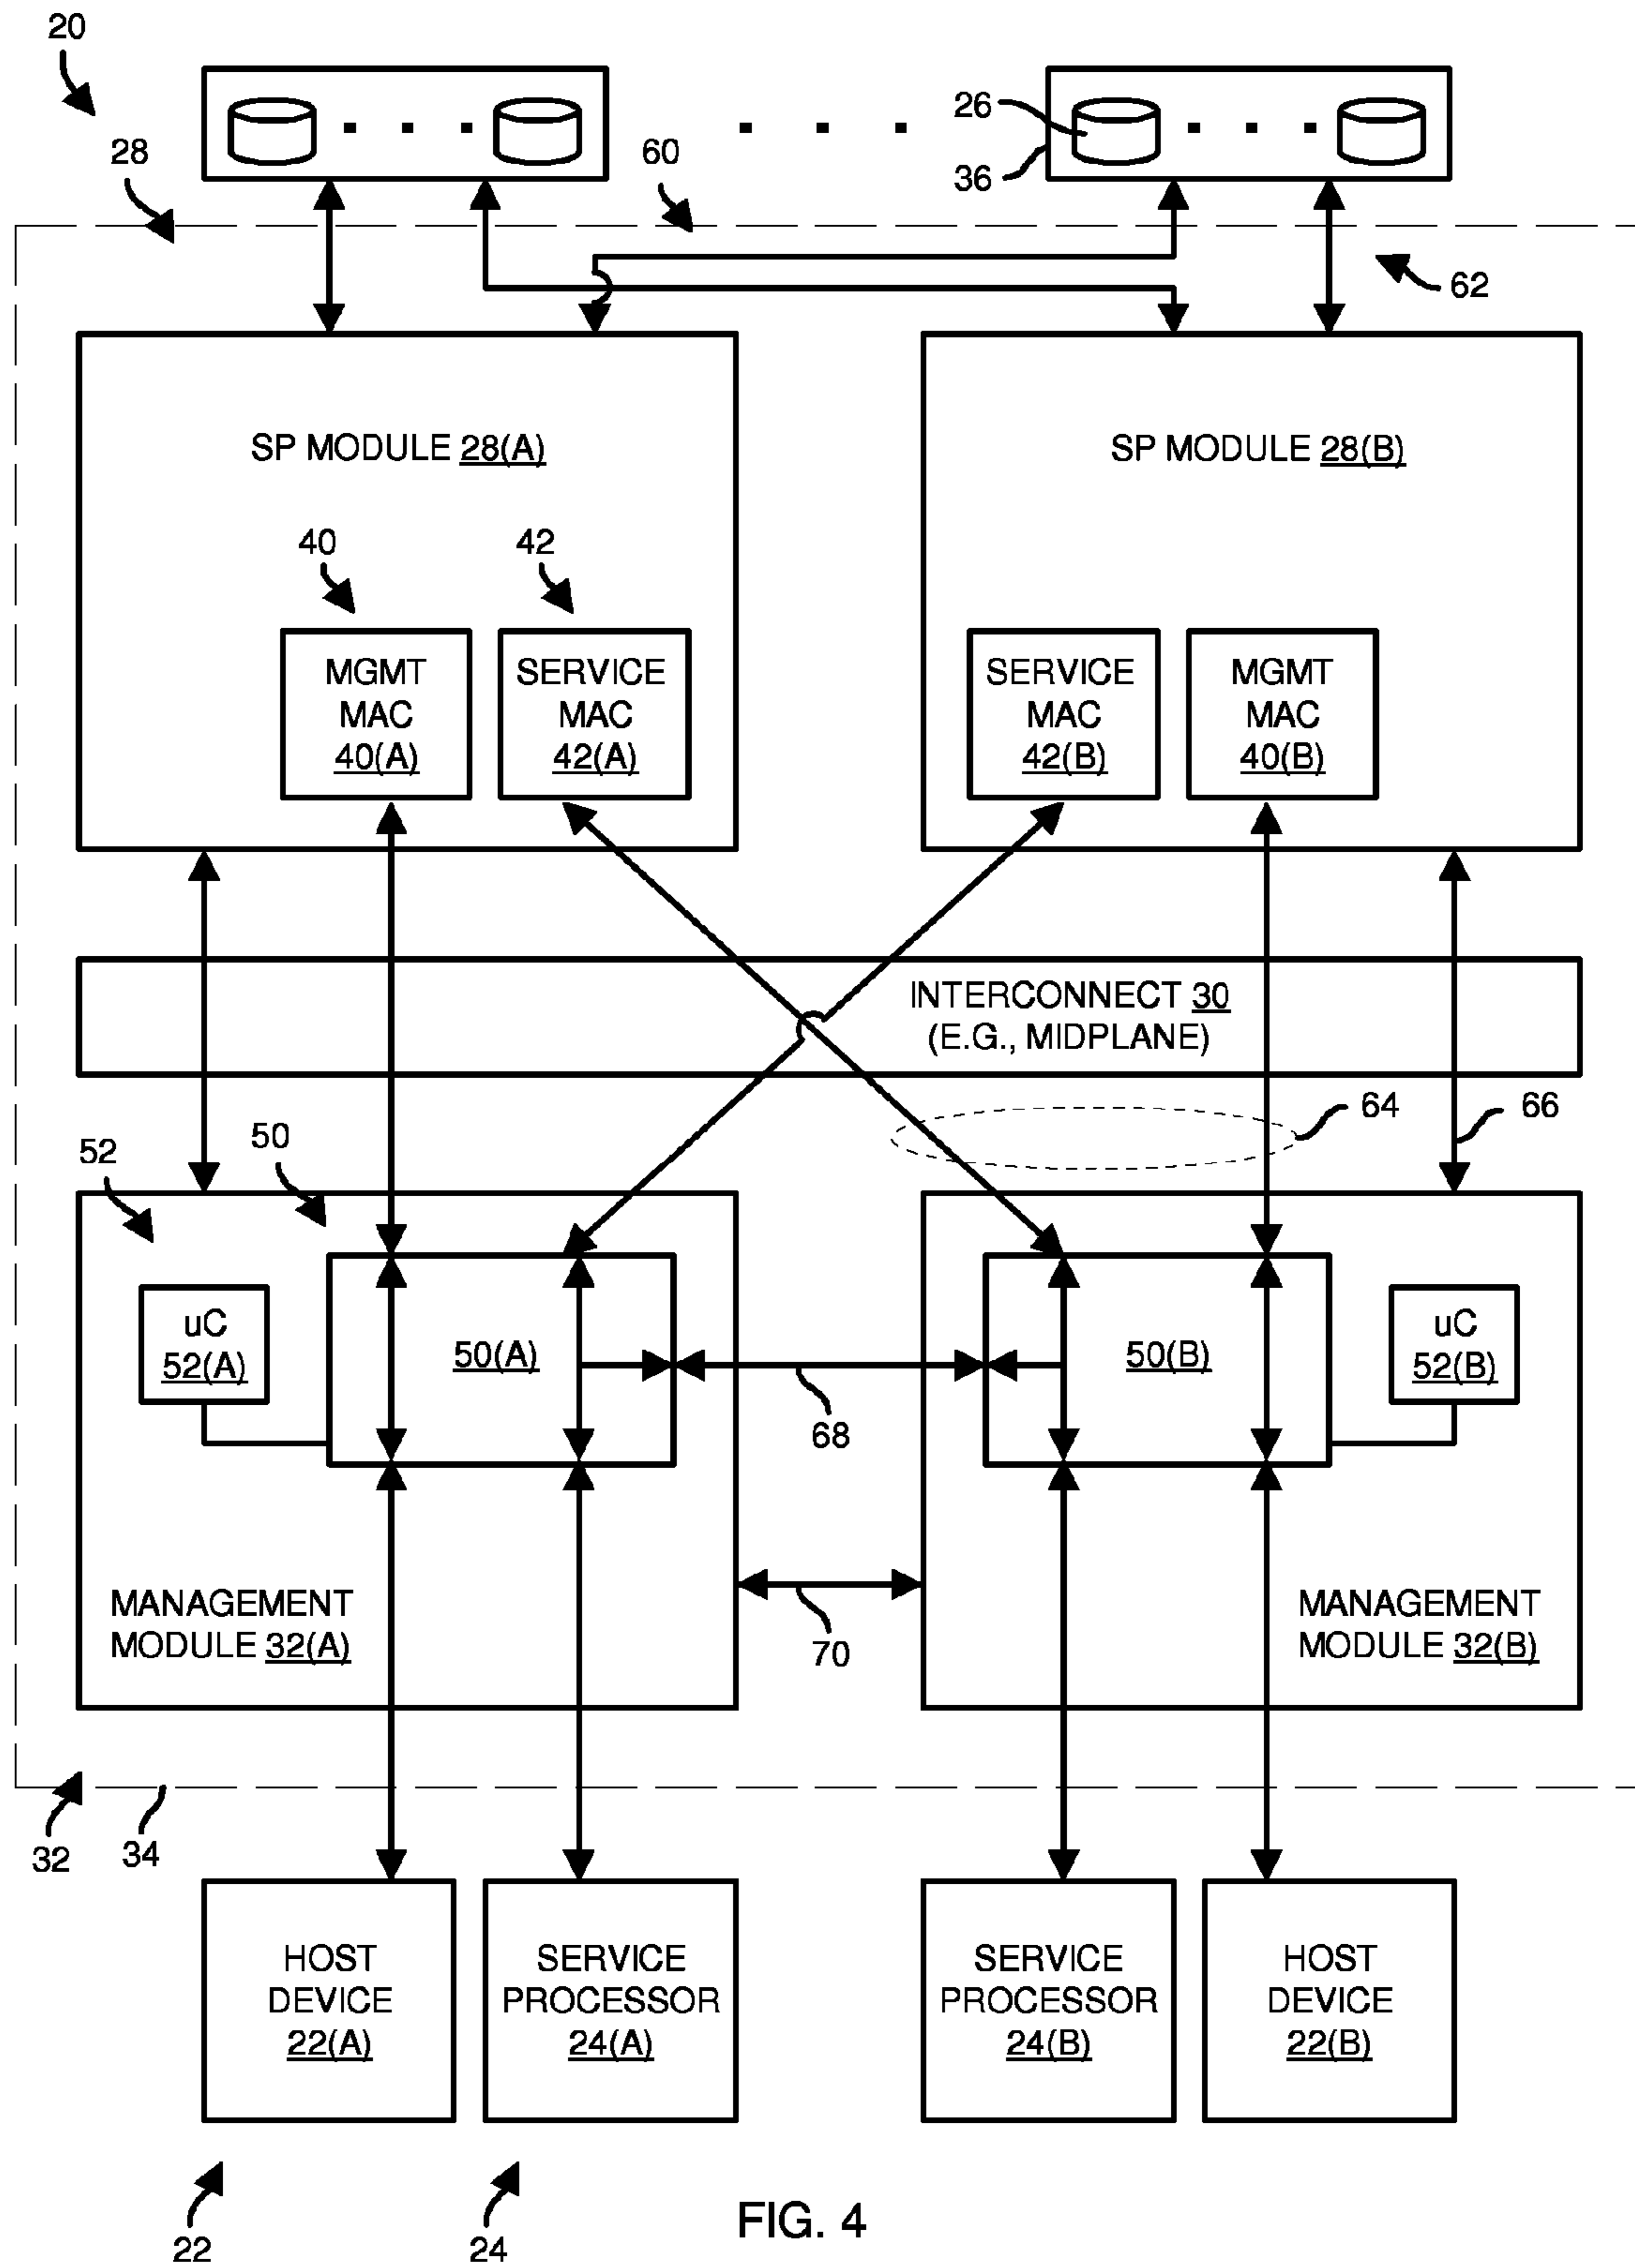 20
28
60
26
36
62
SP MODULE 28(A)
SP MODULE 28(B)
40
42
MGMT
MAC
40(A)
SERVICE
MAC
42(A)
SERVICE
MAC
42(B)
MGMT
MAC
40(B)
INTERCONNECT 30
(E.G., MIDPLANE)
64
66
52
50
uC
52(A)
50(A)
50(B)
uC
52(B)
68
MANAGEMENT
MODULE 32(A)
70
MANAGEMENT
MODULE 32(B)
32
34
HOST
DEVICE
22(A)
SERVICE
PROCESSOR
24(A)
SERVICE
PROCESSOR
24(B)
HOST
DEVICE
22(B)
22
24
FIG. 4